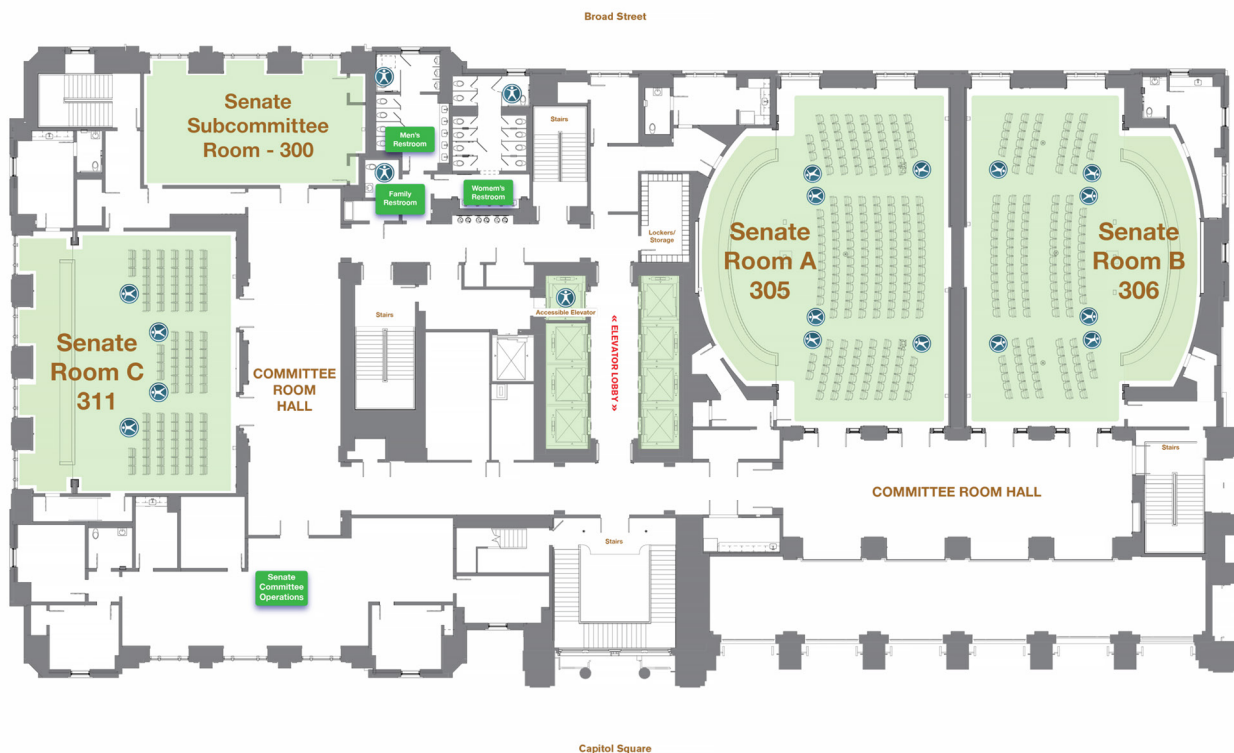 Broad Street
Senate
Subcommittee
Room - 300
Men's
Restroom
Family
Restroom
Women's
Restroom
Stairs
Lockers/
Storage
Senate
Room A
305
Senate
Room B
306
Accessible Elevator
« ELEVATOR LOBBY »
Stairs
Senate
Room C
311
COMMITTEE
ROOM
HALL
Stairs
COMMITTEE ROOM HALL
Stairs
Senate
Committee
Operations
Capitol Square